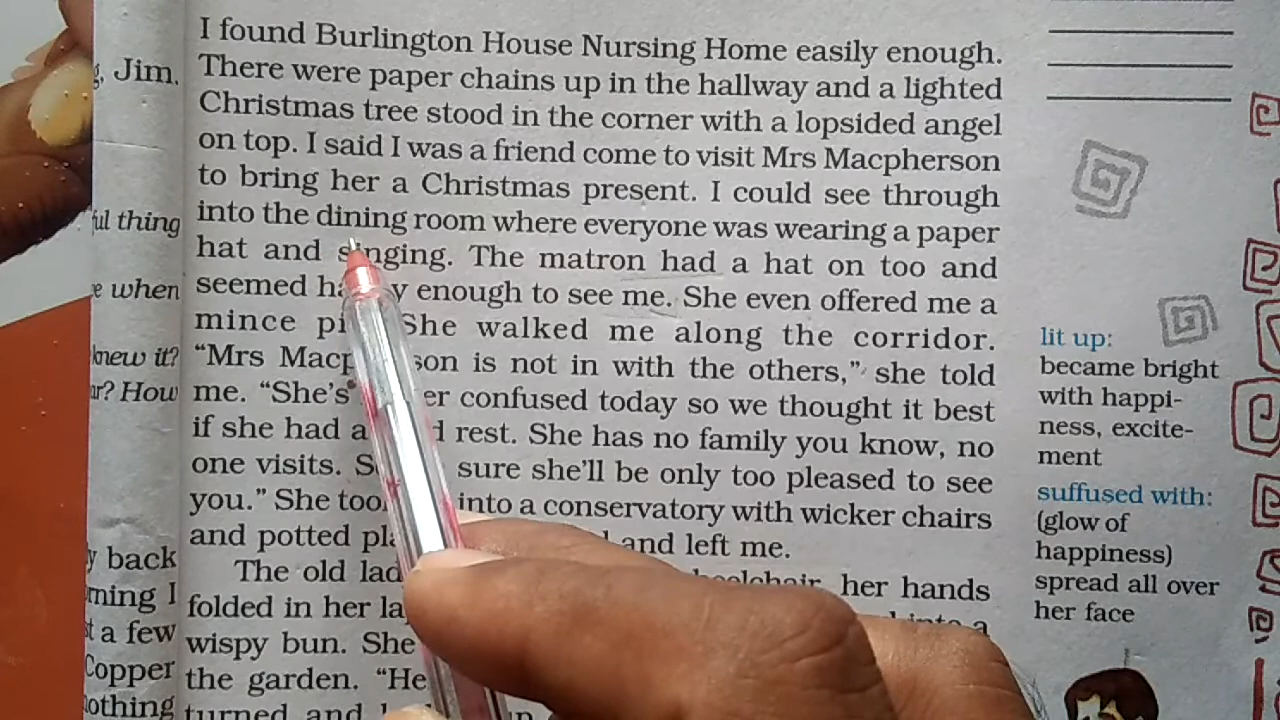 I found Burlington House Nursing Home easily enough.
There were paper chains up in the hallway and a lighted
Christmas tree stood in the corner with a lopsided angel
on top. I said I was a friend come to visit Mrs Macpherson
to bring her a Christmas present. I could see through
into the dining room where everyone was wearing a paper
hat and singing. The matron had a hat on too and
seemed enough to see me. She even offered me a
mince She walked me along the corridor.
“Mrs is not in with the others,” she told
me. “She’s confused today so we thought it best
if she had a rest. She has no family you know, no
one visits. sure she’ll be only too pleased to see
you.” She into a conservatory with wicker chairs
and potted and left me.
The old her hands
folded in her
wispy bun. She
the garden.
turned and
Jim.
ful thing
when
knew it?
How
back
I
a few
Copper
nothing
lit up:
became bright
with happi-
ness, excite-
ment
suffused with:
(glow of
happiness)
spread all over
her face